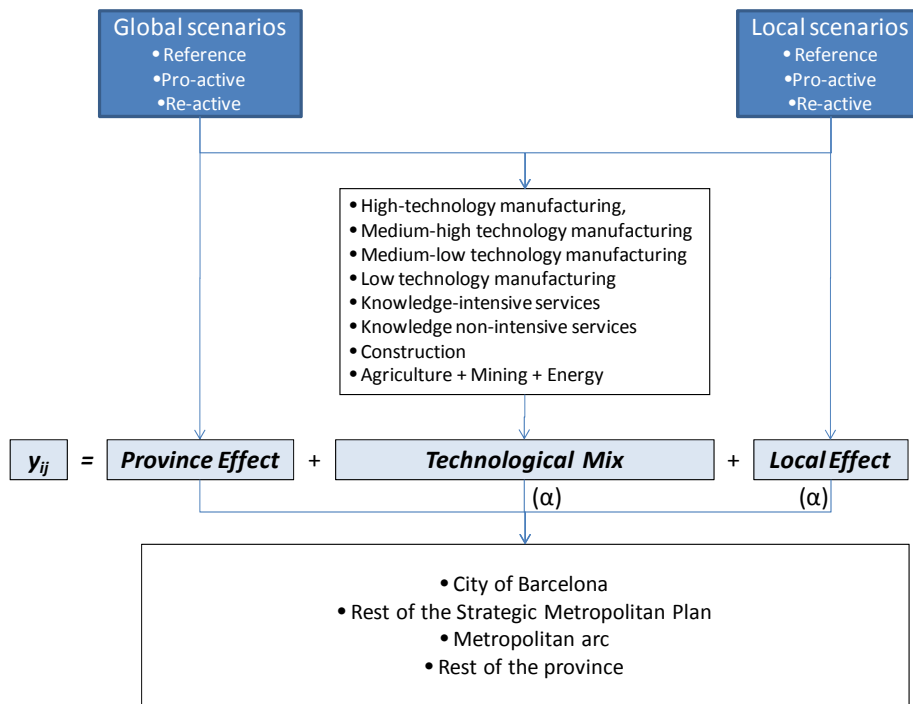 Global scenarios
• Reference
• Pro-active
• Re-active
Local scenarios
• Reference
• Pro-active
• Re-active
• High-technology manufacturing,
• Medium-high technology manufacturing
• Medium-low technology manufacturing
• Low technology manufacturing
• Knowledge-intensive services
• Knowledge non-intensive services
• Construction
• Agriculture + Mining + Energy
yij = Province Effect + Technological Mix + Local Effect
(α) (α)
• City of Barcelona
• Rest of the Strategic Metropolitan Plan
• Metropolitan arc
• Rest of the province